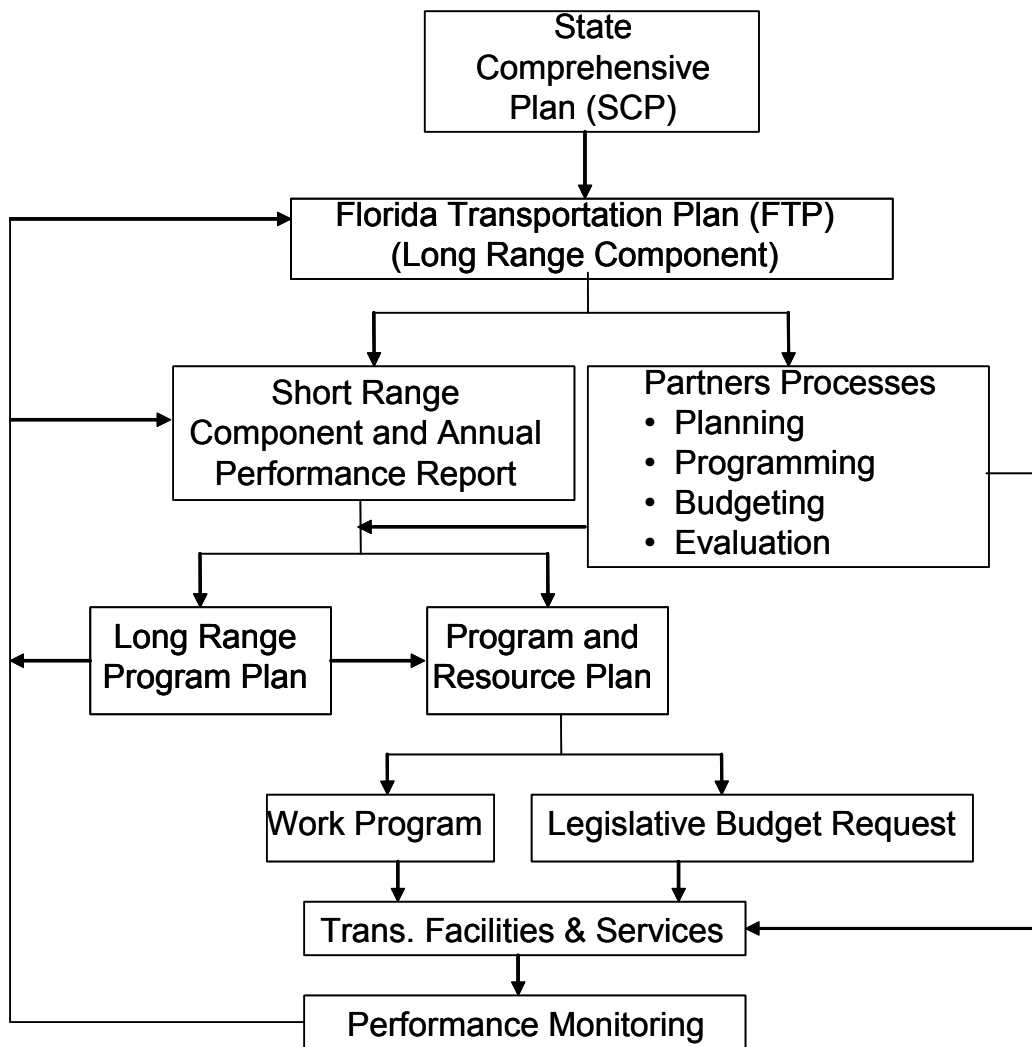 State
Comprehensive
Plan (SCP)
Florida Transportation Plan (FTP)
(Long Range Component)
Short Range
Component and Annual
Performance Report
Partners Processes
• Planning
• Programming
• Budgeting
• Evaluation
Long Range
Program Plan
Program and
Resource Plan
Work Program
Legislative Budget Request
Trans. Facilities & Services
Performance Monitoring